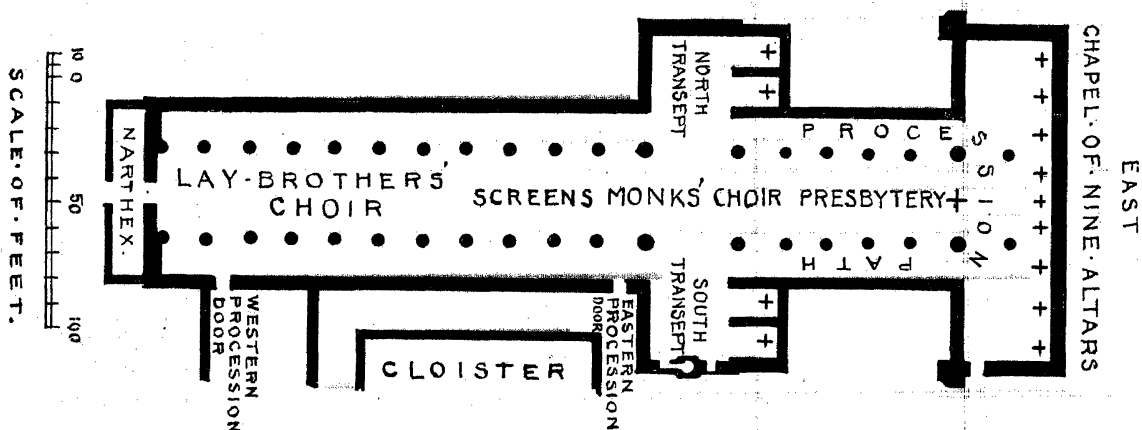 10 0 50 100
SCALE·OF·FEET.
NARTHEX.
LAY-BROTHERS'
CHOIR
SCREENS MONKS' CHOIR PRESBYTERY
NORTH
TRANSEPT
SOUTH
TRANSEPT
PROCESSION
PATH
CHAPEL·OF·NINE·ALTARS
EAST
WESTERN
PROCESSION
DOOR
EASTERN
PROCESSION
DOOR
CLOISTER